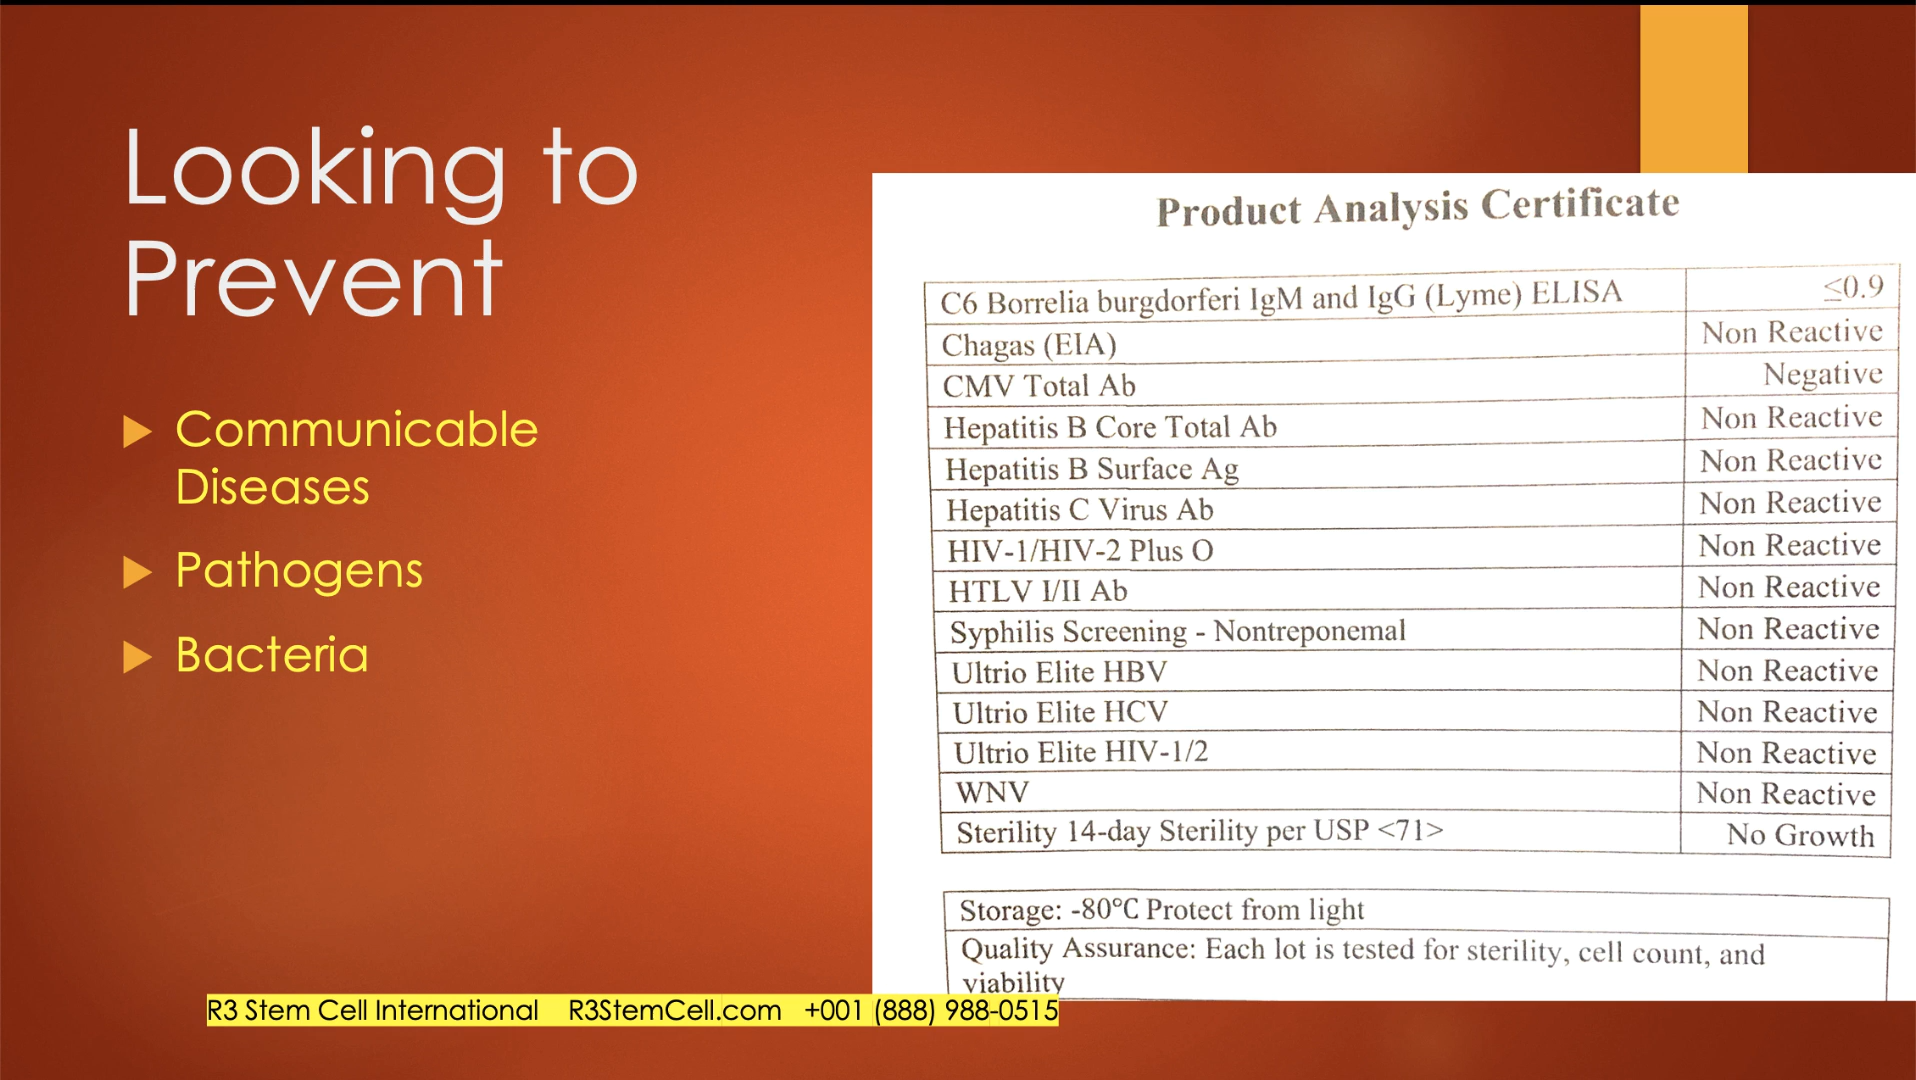 Looking to
Prevent
Communicable
Diseases
Pathogens
Bacteria
Product Analysis Certificate
C6 Borrelia burgdorferi IgM and IgG (Lyme) ELISA ≤0.9
Chagas (EIA) Non Reactive
CMV Total Ab Negative
Hepatitis B Core Total Ab Non Reactive
Hepatitis B Surface Ag Non Reactive
Hepatitis C Virus Ab Non Reactive
HIV-1/HIV-2 Plus O Non Reactive
HTLV I/II Ab Non Reactive
Syphilis Screening - Nontreponemal Non Reactive
Ultrio Elite HBV Non Reactive
Ultrio Elite HCV Non Reactive
Ultrio Elite HIV-1/2 Non Reactive
WNV Non Reactive
Sterility 14-day Sterility per USP <71> No Growth
Storage: -80°C Protect from light
Quality Assurance: Each lot is tested for sterility, cell count, and
viability
R3 Stem Cell International R3StemCell.com +001 (888) 988-0515